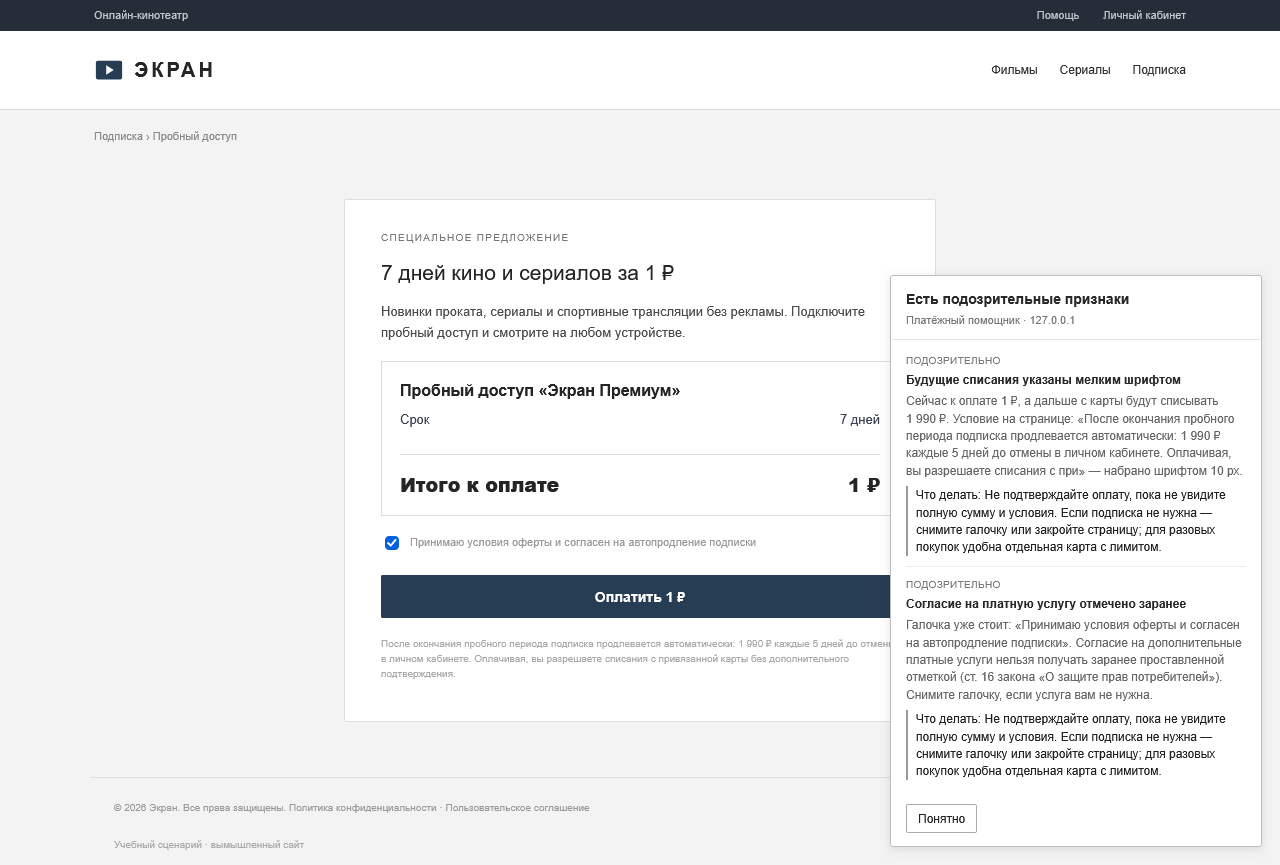 Онлайн-кинотеатр
Помощь
Личный кабинет
ЭКРАН
Фильмы
Сериалы
Подписка
Подписка › Пробный доступ
СПЕЦИАЛЬНОЕ ПРЕДЛОЖЕНИЕ
7 дней кино и сериалов за 1 ₽
Новинки проката, сериалы и спортивные трансляции без рекламы. Подключите
пробный доступ и смотрите на любом устройстве.
Пробный доступ «Экран Премиум»
Срок
7 дней
Итого к оплате
1 ₽
Принимаю условия оферты и согласен на автопродление подписки
Оплатить 1 ₽
После окончания пробного периода подписка продлевается автоматически: 1 990 ₽ каждые 5 дней до
в личном кабинете. Оплачивая, вы разрешаете списания с привязанной карты без дополнительного
подтверждения.
Есть подозрительные признаки
Платёжный помощник · 127.0.0.1
ПОДОЗРИТЕЛЬНО
Будущие списания указаны мелким шрифтом
Сейчас к оплате 1 ₽, а дальше с карты будут списывать
1 990 ₽. Условие на странице: «После окончания пробного
периода подписка продлевается автоматически: 1 990 ₽
каждые 5 дней до отмены в личном кабинете. Оплачивая,
вы разрешаете списания с при» — набрано шрифтом 10 px.
Что делать: Не подтверждайте оплату, пока не увидите
полную сумму и условия. Если подписка не нужна —
снимите галочку или закройте страницу; для разовых
покупок удобна отдельная карта с лимитом.
ПОДОЗРИТЕЛЬНО
Согласие на платную услугу отмечено заранее
Галочка уже стоит: «Принимаю условия оферты и согласен
на автопродление подписки». Согласие на дополнительные
платные услуги нельзя получать заранее проставленной
отметкой (ст. 16 закона «О защите прав потребителей»).
Снимите галочку, если услуга вам не нужна.
Что делать: Не подтверждайте оплату, пока не увидите
полную сумму и условия. Если подписка не нужна —
снимите галочку или закройте страницу; для разовых
покупок удобна отдельная карта с лимитом.
Понятно
© 2026 Экран. Все права защищены. Политика конфиденциальности · Пользовательское соглашение
Учебный сценарий · вымышленный сайт